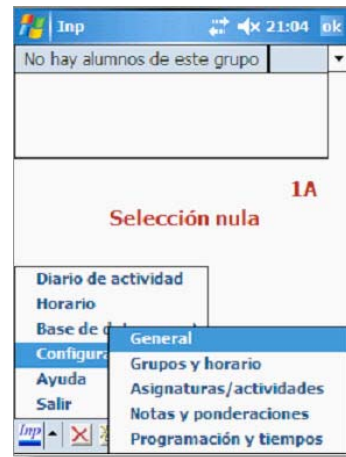 Inp 21:04 ok
No hay alumnos de este grupo
1A
Selección nula
Diario de actividad
Horario
Base de
Configura
Ayuda
Salir
General
Grupos y horario
Asignaturas/actividades
Notas y ponderaciones
Programación y tiempos
Inp